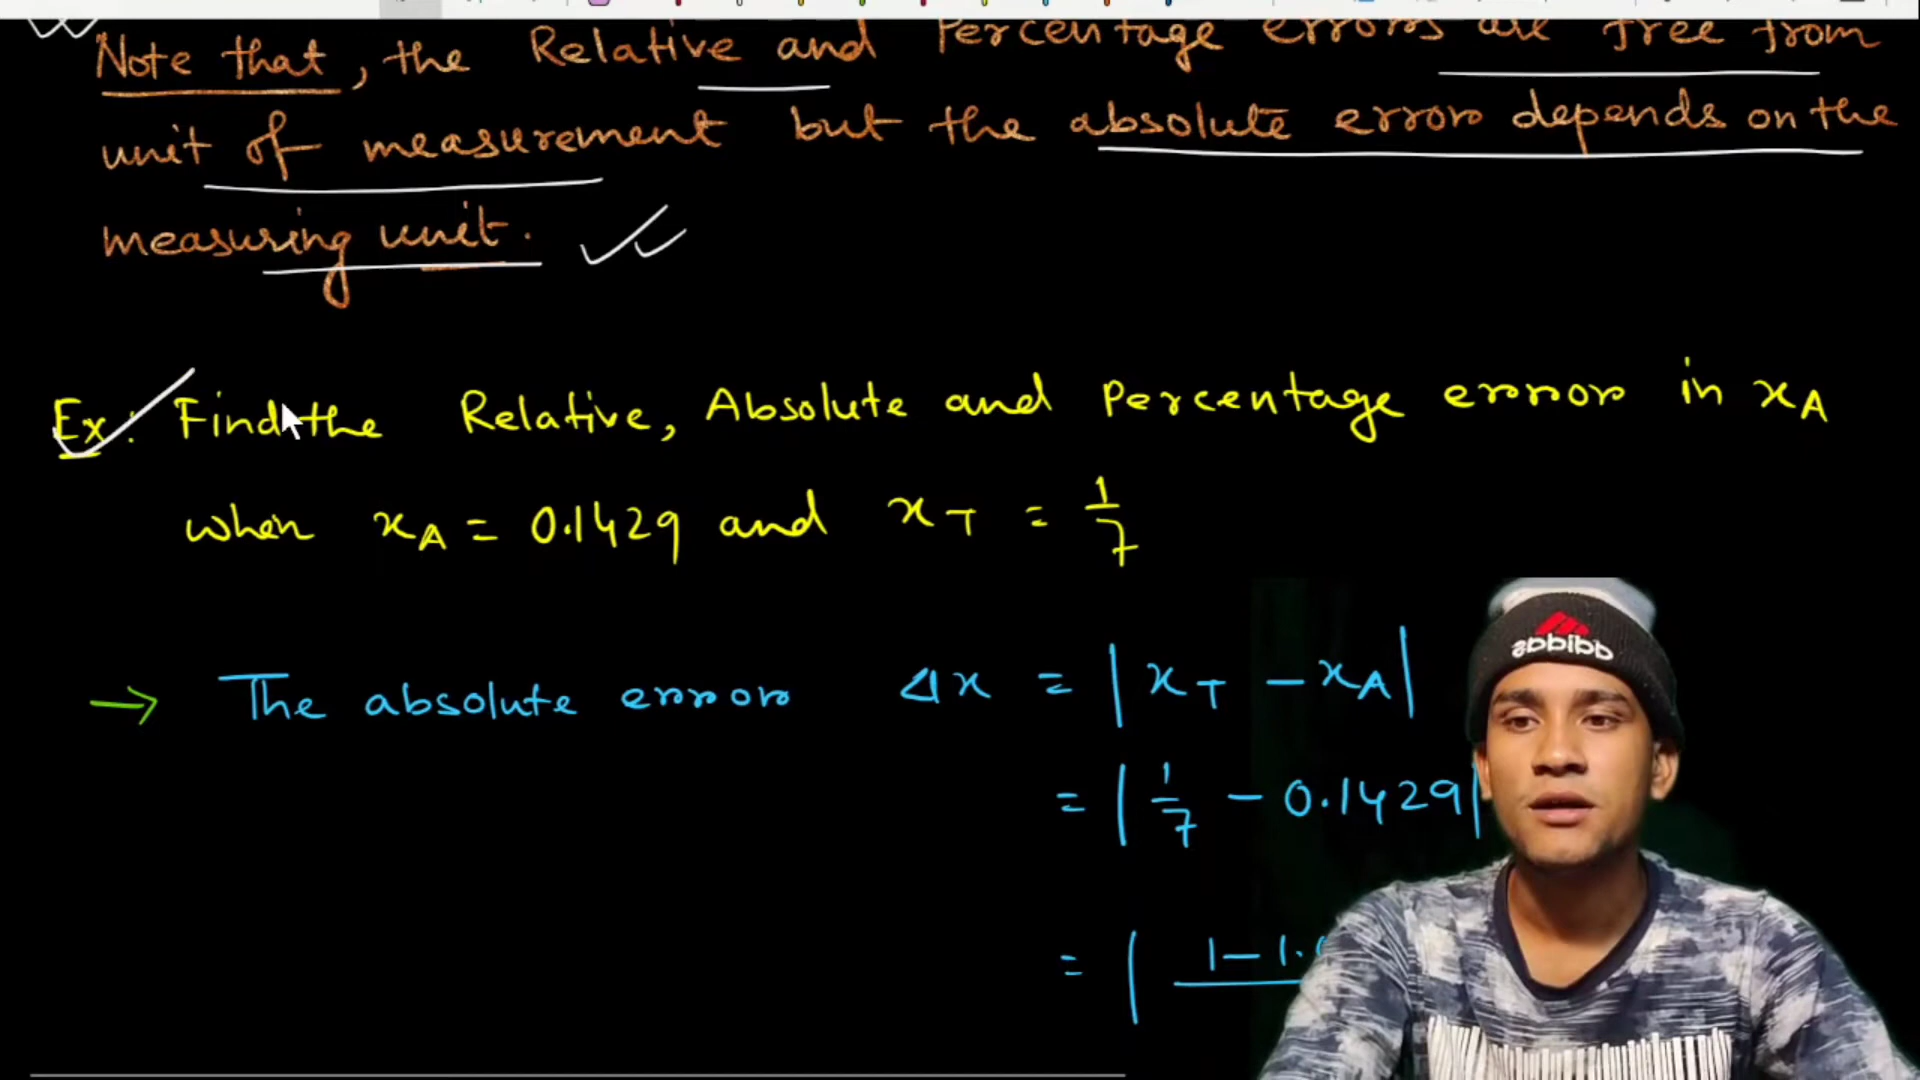 Note that, the Relative and Percentage errors are free from
unit of measurement but the absolute error depends on the
measuring unit.
Ex: Find the Relative, Absolute and Percentage error in xA
when xA = 0.1429 and xT = 1/7
→ The absolute error Δx = |xT - xA|
= |1/7 - 0.1429|
= | 1 - 1.